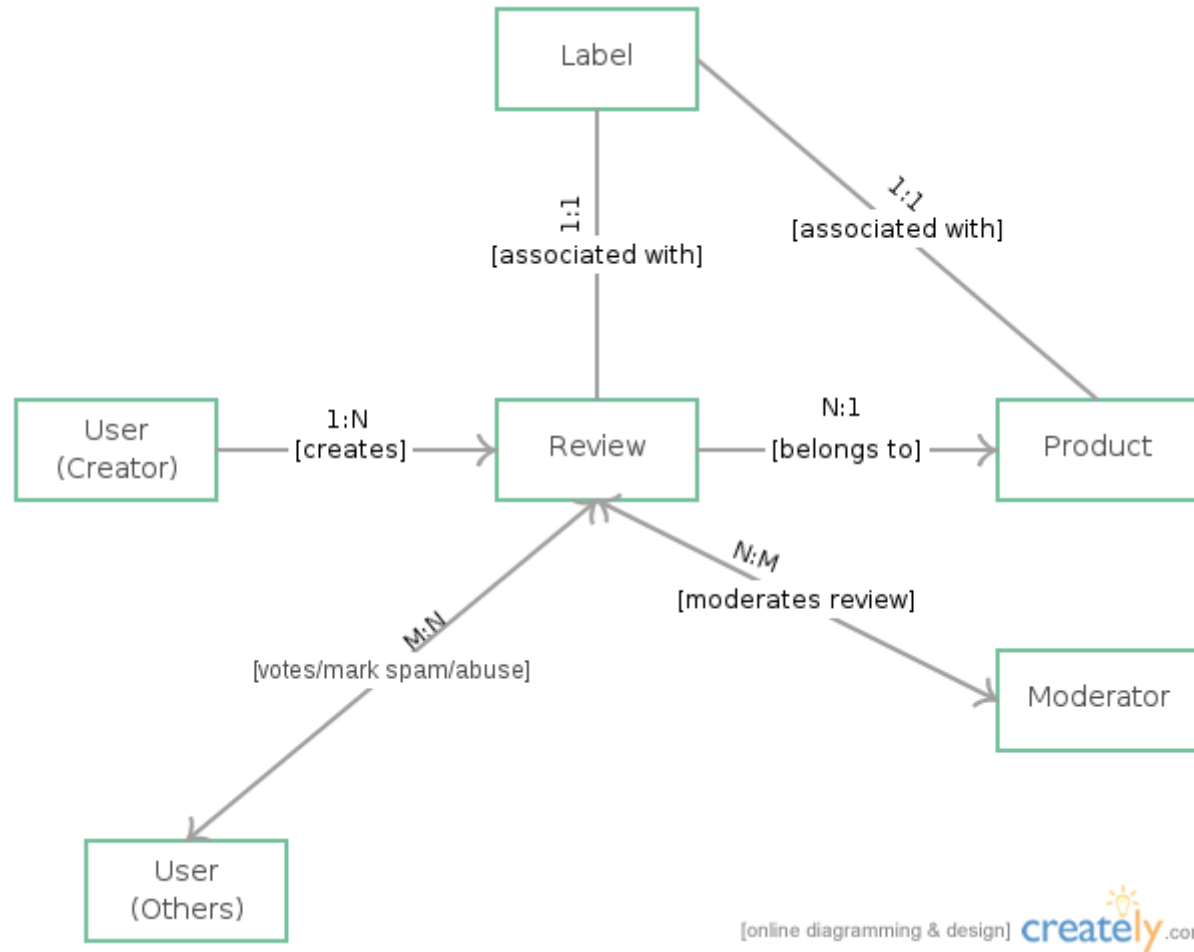 Label
1:1
[associated with]
1:1
[associated with]
User
(Creator)
1:N
[creates]
Review
N:1
[belongs to]
Product
N:M
[moderates review]
M:N
[votes/mark spam/abuse]
Moderator
User
(Others)
[online diagramming & design] creately.com